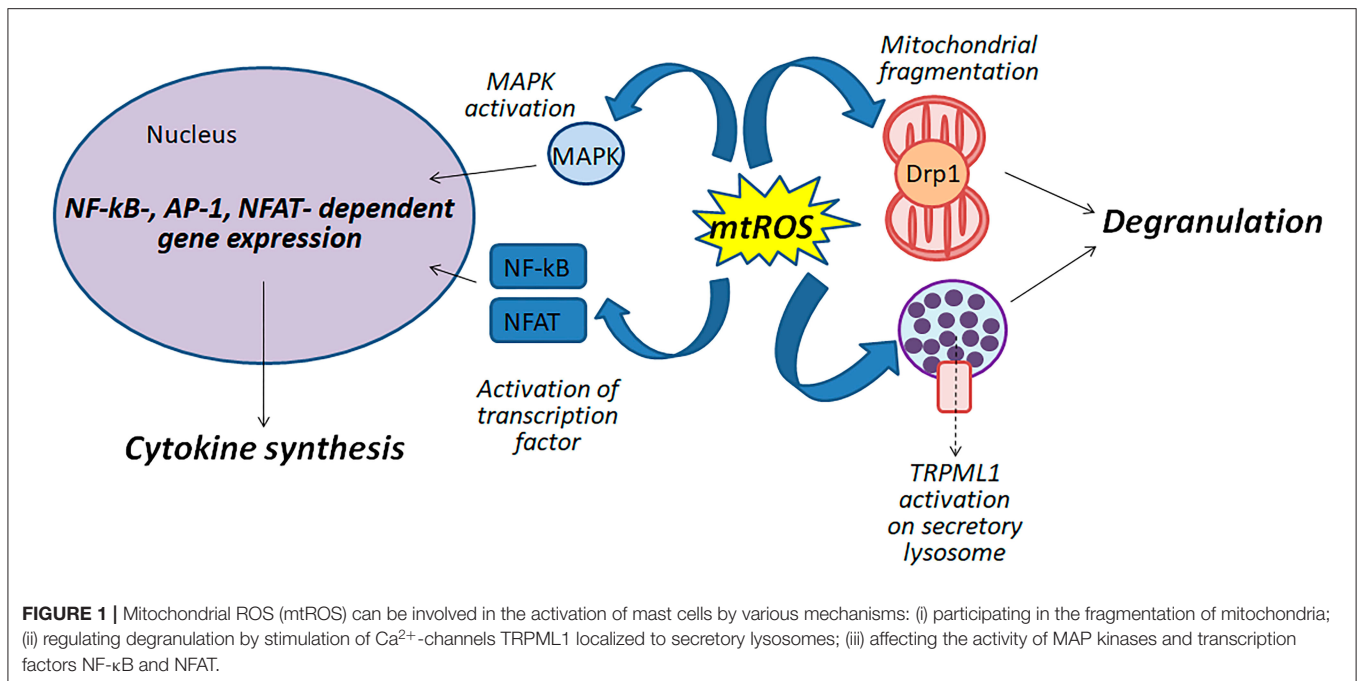 Nucleus
NF-kB-, AP-1, NFAT- dependent
gene expression
Cytokine synthesis
MAPK
activation
MAPK
NF-kB
NFAT
Activation of
transcription
factor
mtROS
Mitochondrial
fragmentation
Drp1
Degranulation
TRPML1
activation
on secretory
lysosome
FIGURE 1 | Mitochondrial ROS (mtROS) can be involved in the activation of mast cells by various mechanisms: (i) participating in the fragmentation of mitochondria;
(ii) regulating degranulation by stimulation of Ca²⁺-channels TRPML1 localized to secretory lysosomes; (iii) affecting the activity of MAP kinases and transcription
factors NF-κB and NFAT.